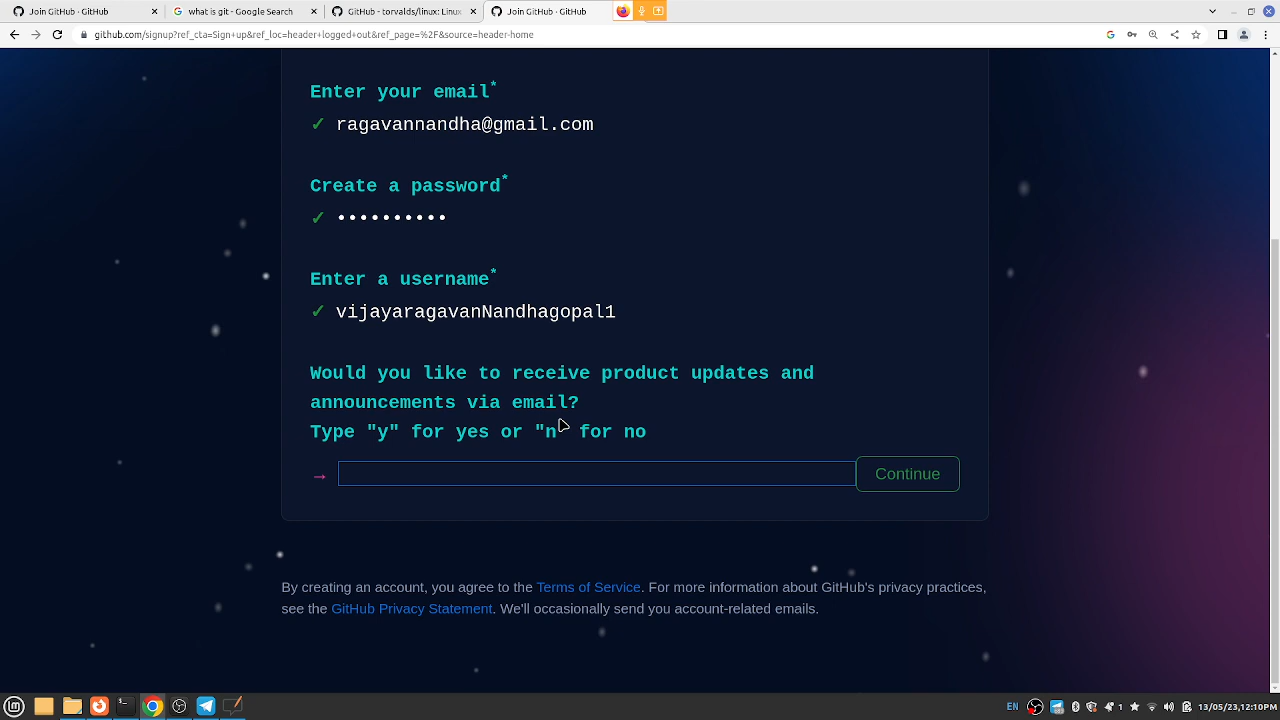 Join GitHub · GitHub
what is git - Google Search
GitHub - torvalds/linux: Linux
Join GitHub · GitHub
github.com/signup?ref_cta=Sign+up&ref_loc=header+logged+out&ref_page=%2F&source=header-home
Enter your email*
✓ ragavannandha@gmail.com
Create a password*
✓ ••••••••••
Enter a username*
✓ vijayaragavanNandhagopal1
Would you like to receive product updates and
announcements via email?
Type "y" for yes or "n" for no
→
Continue
By creating an account, you agree to the Terms of Service. For more information about GitHub's privacy practices,
see the GitHub Privacy Statement. We'll occasionally send you account-related emails.
EN
1
13/05/23,12:10PM